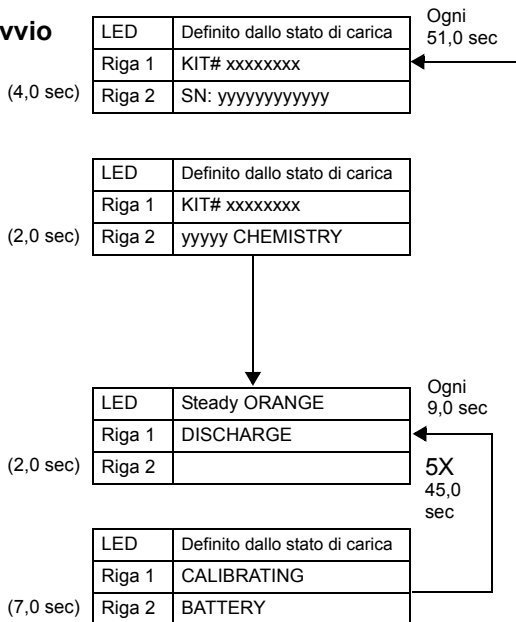 vvio
Ogni
51,0 sec
LED Definito dallo stato di carica
Riga 1 KIT# xxxxxxxx
(4,0 sec) Riga 2 SN: yyyyyyyyyyyy
LED Definito dallo stato di carica
Riga 1 KIT# xxxxxxxx
(2,0 sec) Riga 2 yyyyy CHEMISTRY
Ogni
9,0 sec
LED Steady ORANGE
Riga 1 DISCHARGE
(2,0 sec) Riga 2
5X
45,0
sec
LED Definito dallo stato di carica
Riga 1 CALIBRATING
(7,0 sec) Riga 2 BATTERY